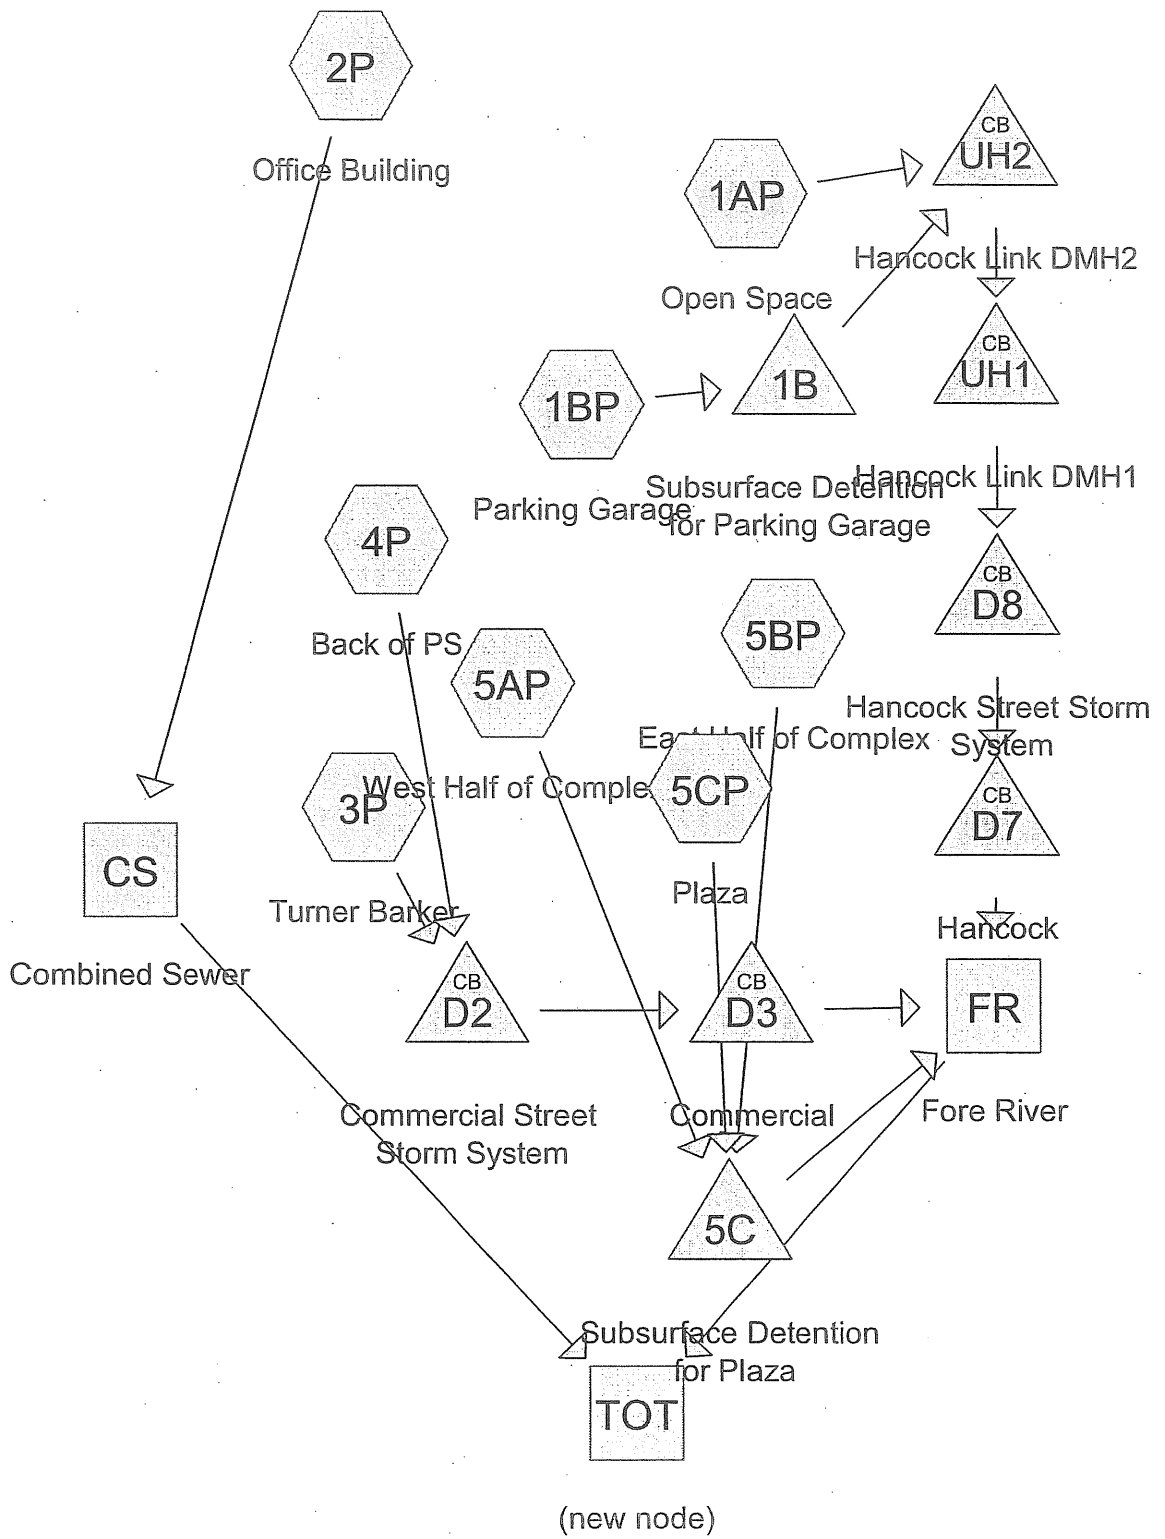 2P
Office Building
CB
UH2
1AP
Hancock Link DMH2
Open Space
CB
UH1
1B
1BP
Hancock Link DMH1
Subsurface Detention
for Parking Garage
Parking Garage
4P
CB
D8
5BP
Back of PS
5AP
Hancock Street Storm
System
East Half of Complex
West Half of Complex
5CP
3P
CB
D7
CS
Plaza
Turner Barker
Hancock
Combined Sewer
CB
D2
CB
D3
FR
Commercial Street
Storm System
Commercial
Fore River
5C
Subsurface Detention
for Plaza
TOT
(new node)